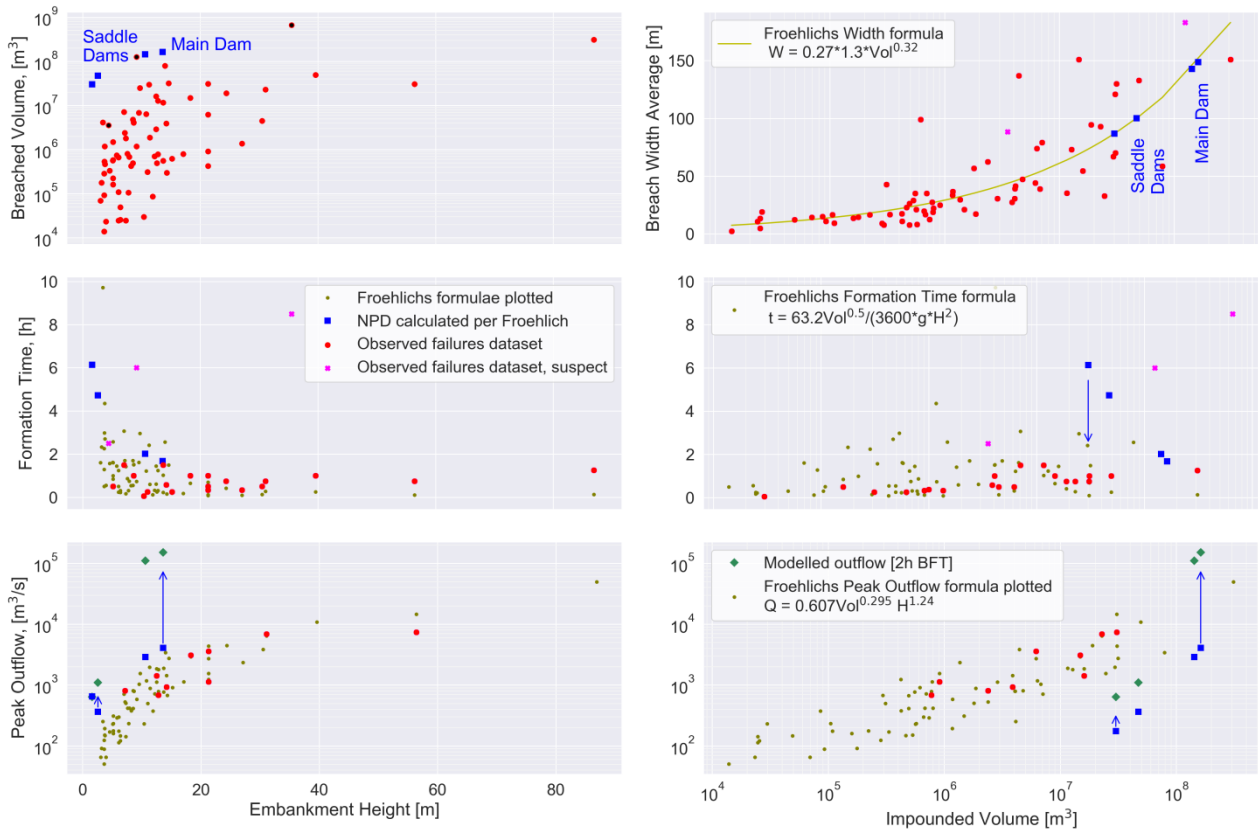 Breached Volume, [m³]
10⁹
10⁸
10⁷
10⁶
10⁵
10⁴
Saddle
Dams
Main Dam
Breach Width Average [m]
150
100
50
0
Froehlichs Width formula
W = 0.27*1.3*Vol^0.32
Saddle
Dams
Main Dam
Formation Time, [h]
10
8
6
4
2
0
Froehlichs formulae plotted
NPD calculated per Froehlich
Observed failures dataset
Observed failures dataset, suspect
10
8
6
4
2
0
Froehlichs Formation Time formula
t = 63.2Vol^0.5/(3600*g*H²)
Peak Outflow, [m³/s]
10⁵
10⁴
10³
10²
0
20
40
60
80
Embankment Height [m]
10⁵
10⁴
10³
10²
Modelled outflow [2h BFT]
Froehlichs Peak Outflow formula plotted
Q = 0.607Vol^0.295 H^1.24
10⁴
10⁵
10⁶
10⁷
10⁸
Impounded Volume
[m³]